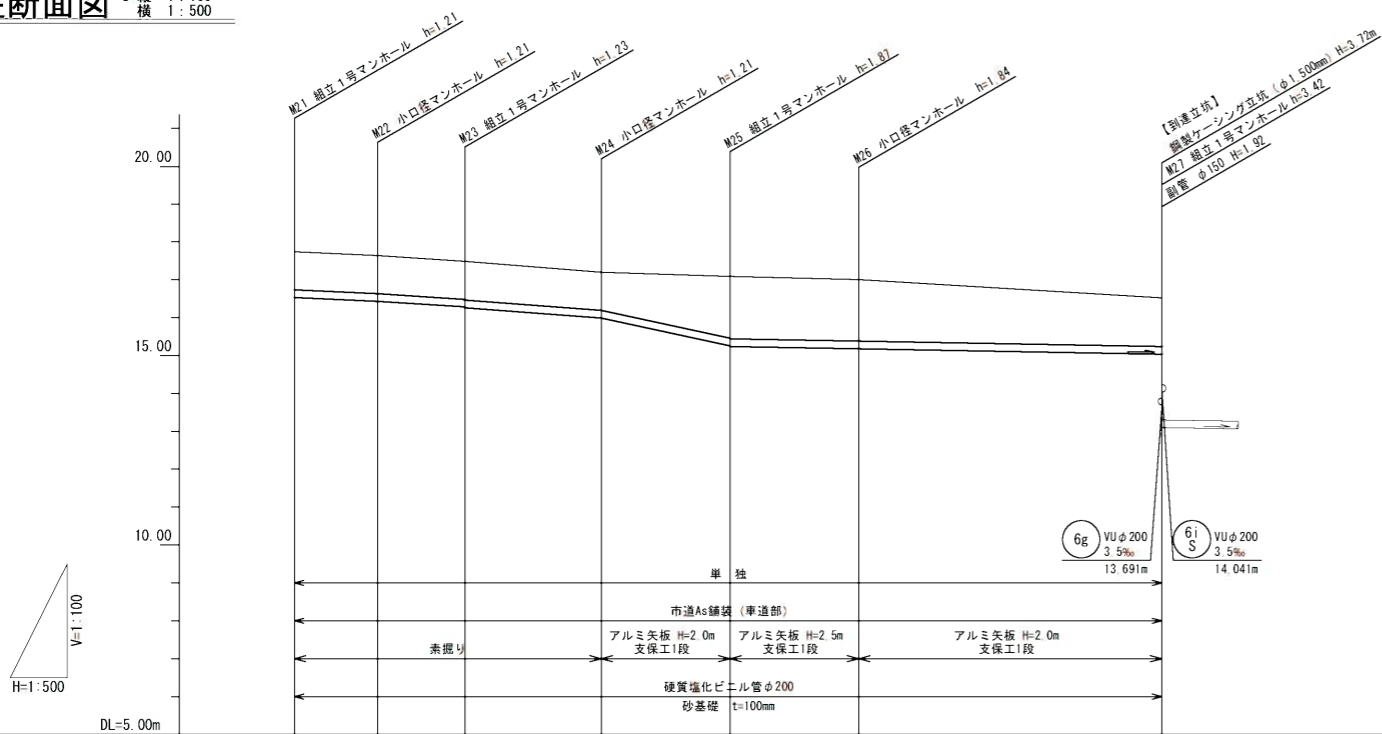 断面図
横 1：500
M21 組立1号マンホール h=1.21
M22 小口径マンホール h=1.21
M23 組立1号マンホール h=1.23
M24 小口径マンホール h=1.21
M25 組立1号マンホール h=1.87
M26 小口径マンホール h=1.84
【到達立坑】
鋼製ケーシング立坑（φ1,500mm）H=3.72m
M27 組立1号マンホール h=3.42
副管 φ150 H=1.92
20.00
15.00
10.00
6g
VUφ200
3.5‰
13.691m
6i
S
VUφ200
3.5‰
14.041m
単 独
市道As舗装（車道部）
素掘り
アルミ矢板 H=2.0m
支保工1段
アルミ矢板 H=2.5m
支保工1段
アルミ矢板 H=2.0m
支保工1段
硬質塩化ビニル管φ200
砂基礎 t=100mm
V=1:100
H=1:500
DL=5.00m